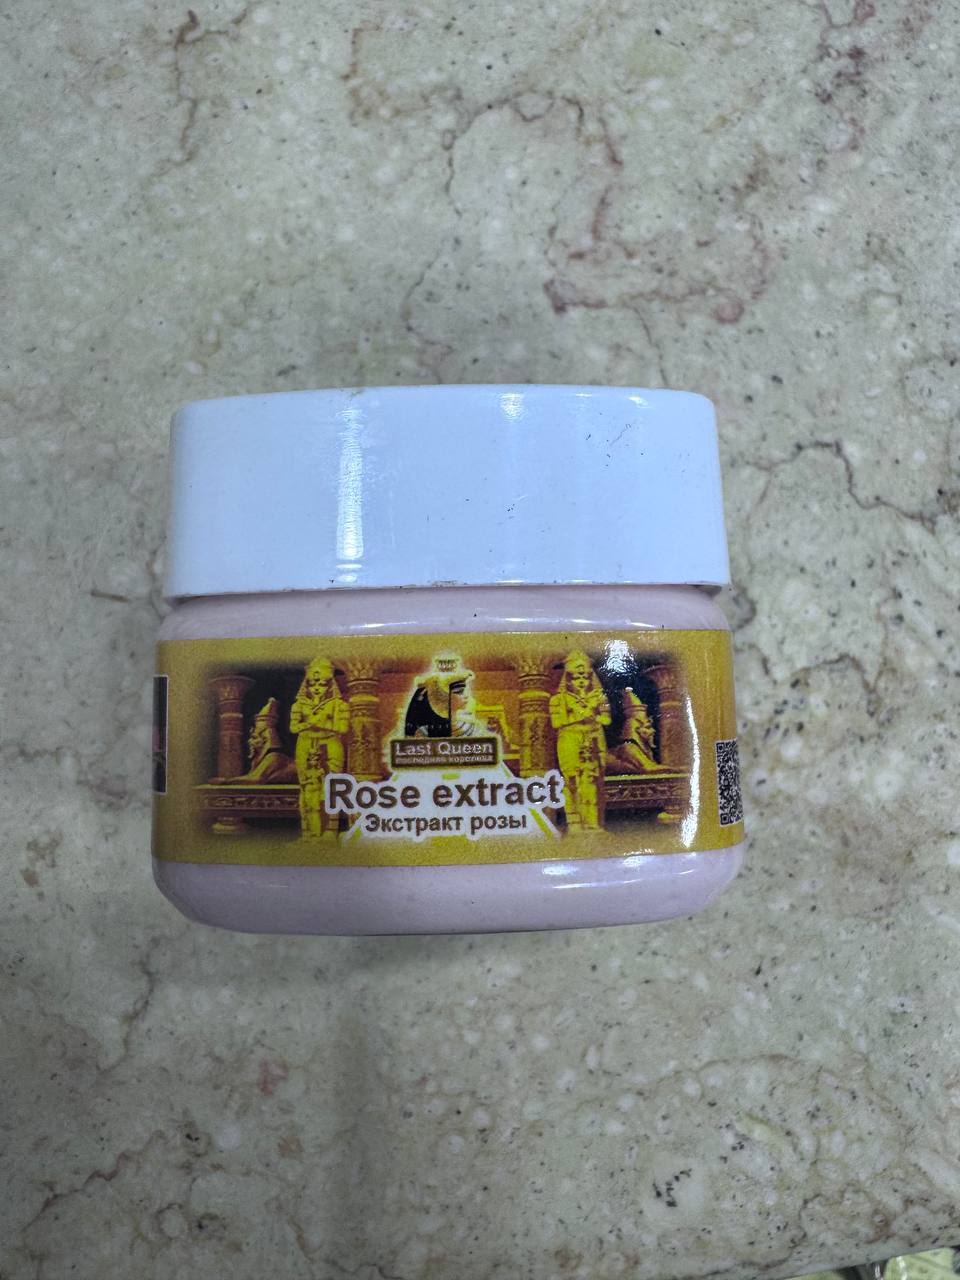 Last Queen
последняя королева
Rose extract
Экстракт розы